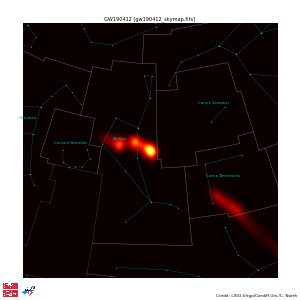 GW190412 [gw190412_skymap.fits]
Canes Venatici
Hercules
Corona Borealis
Boötes
Coma Berenices
Credit: LIGO-Virgo/Cardiff Uni./C. North